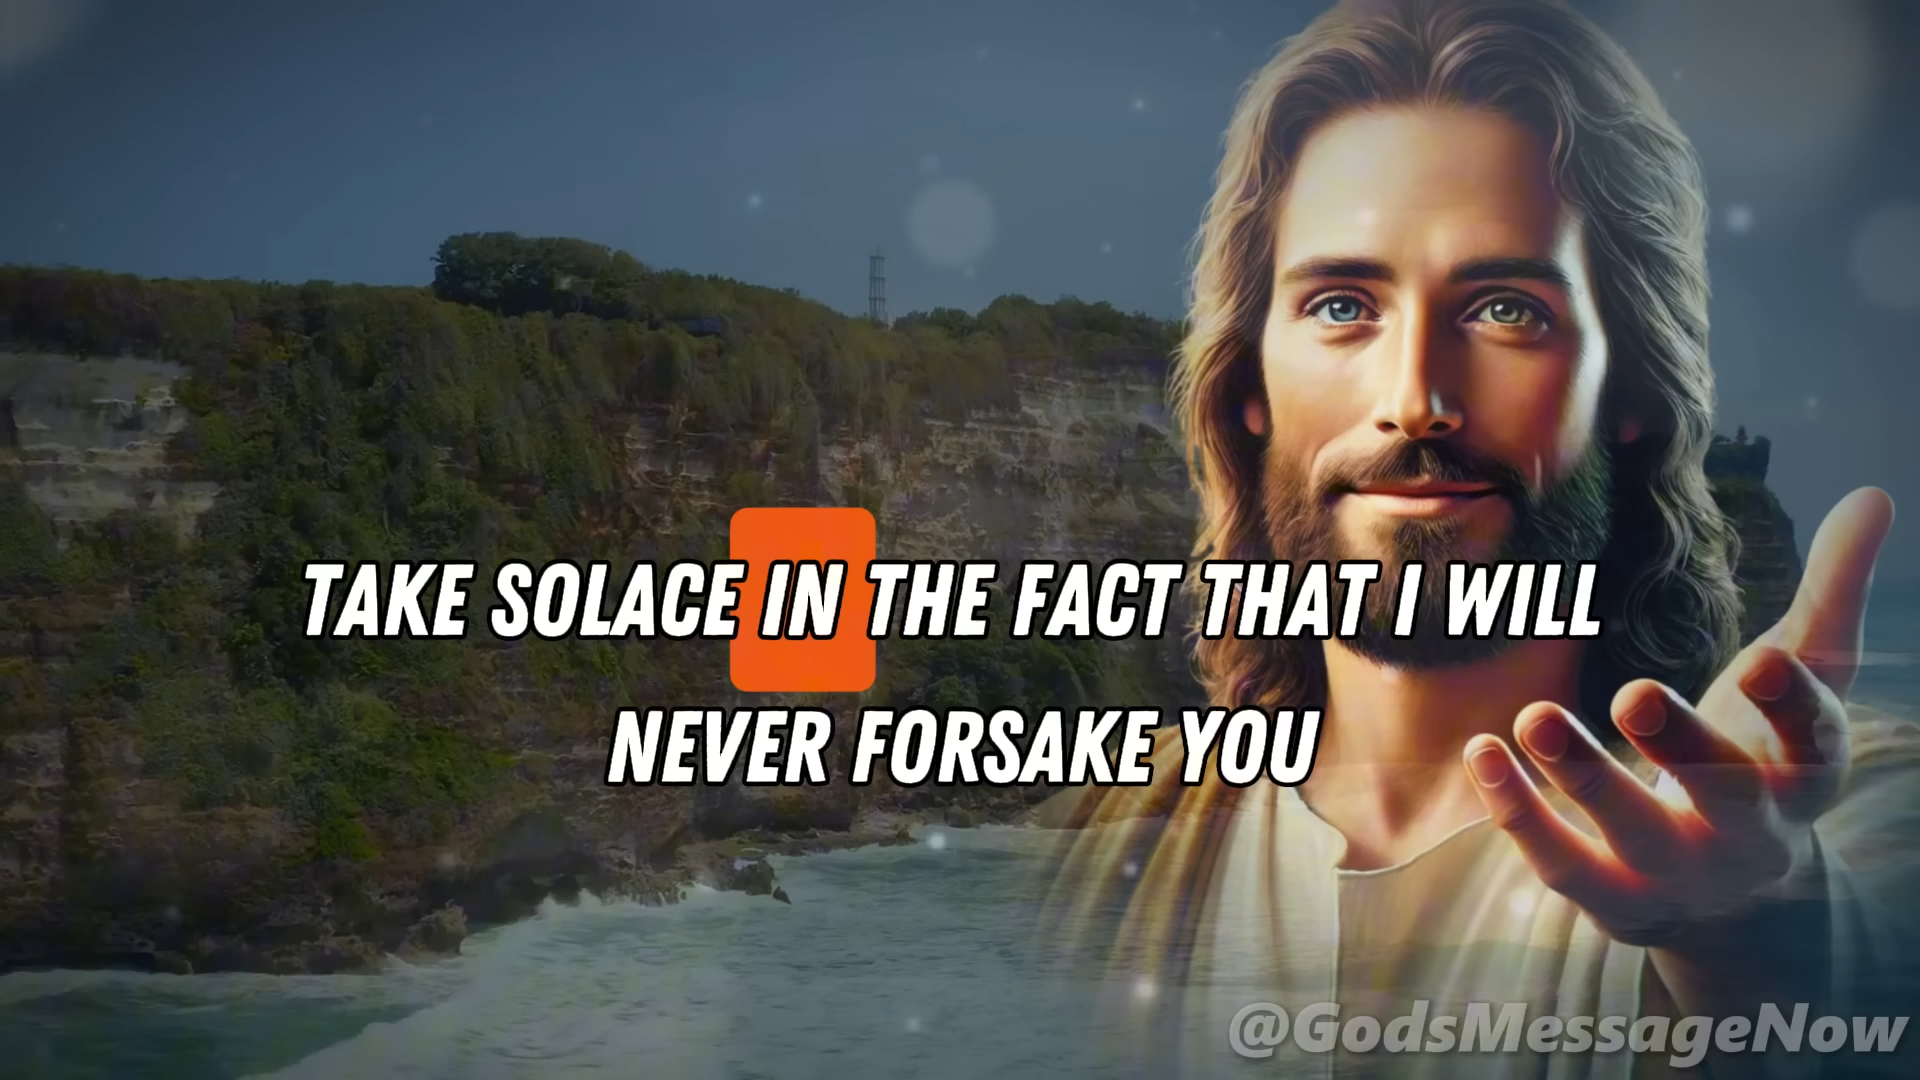 TAKE SOLACE IN THE FACT THAT I WILL
NEVER FORSAKE YOU
@GodsMessageNow